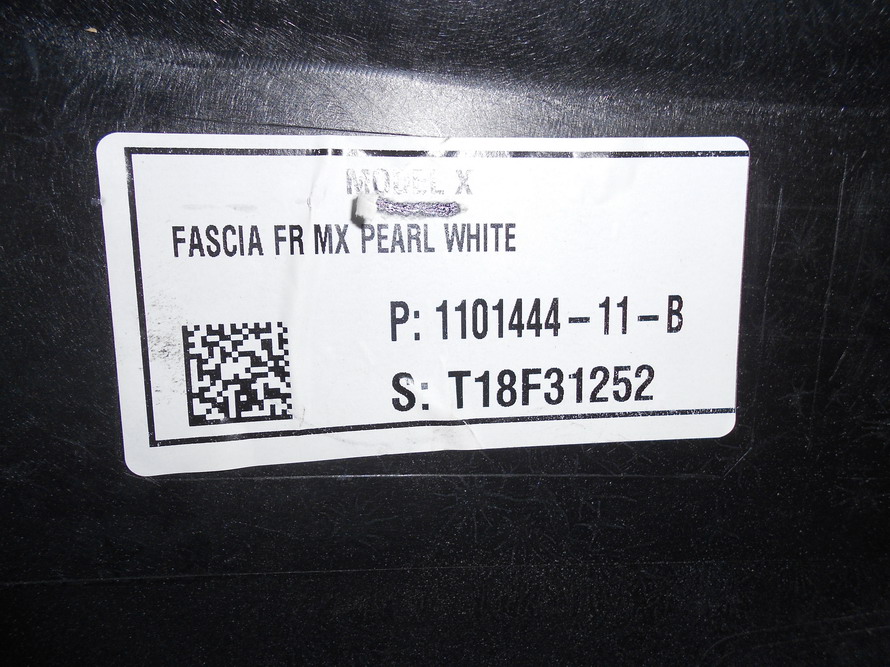 MODEL X
FASCIA FR MX PEARL WHITE
P: 1101444-11-B
S: T18F31252